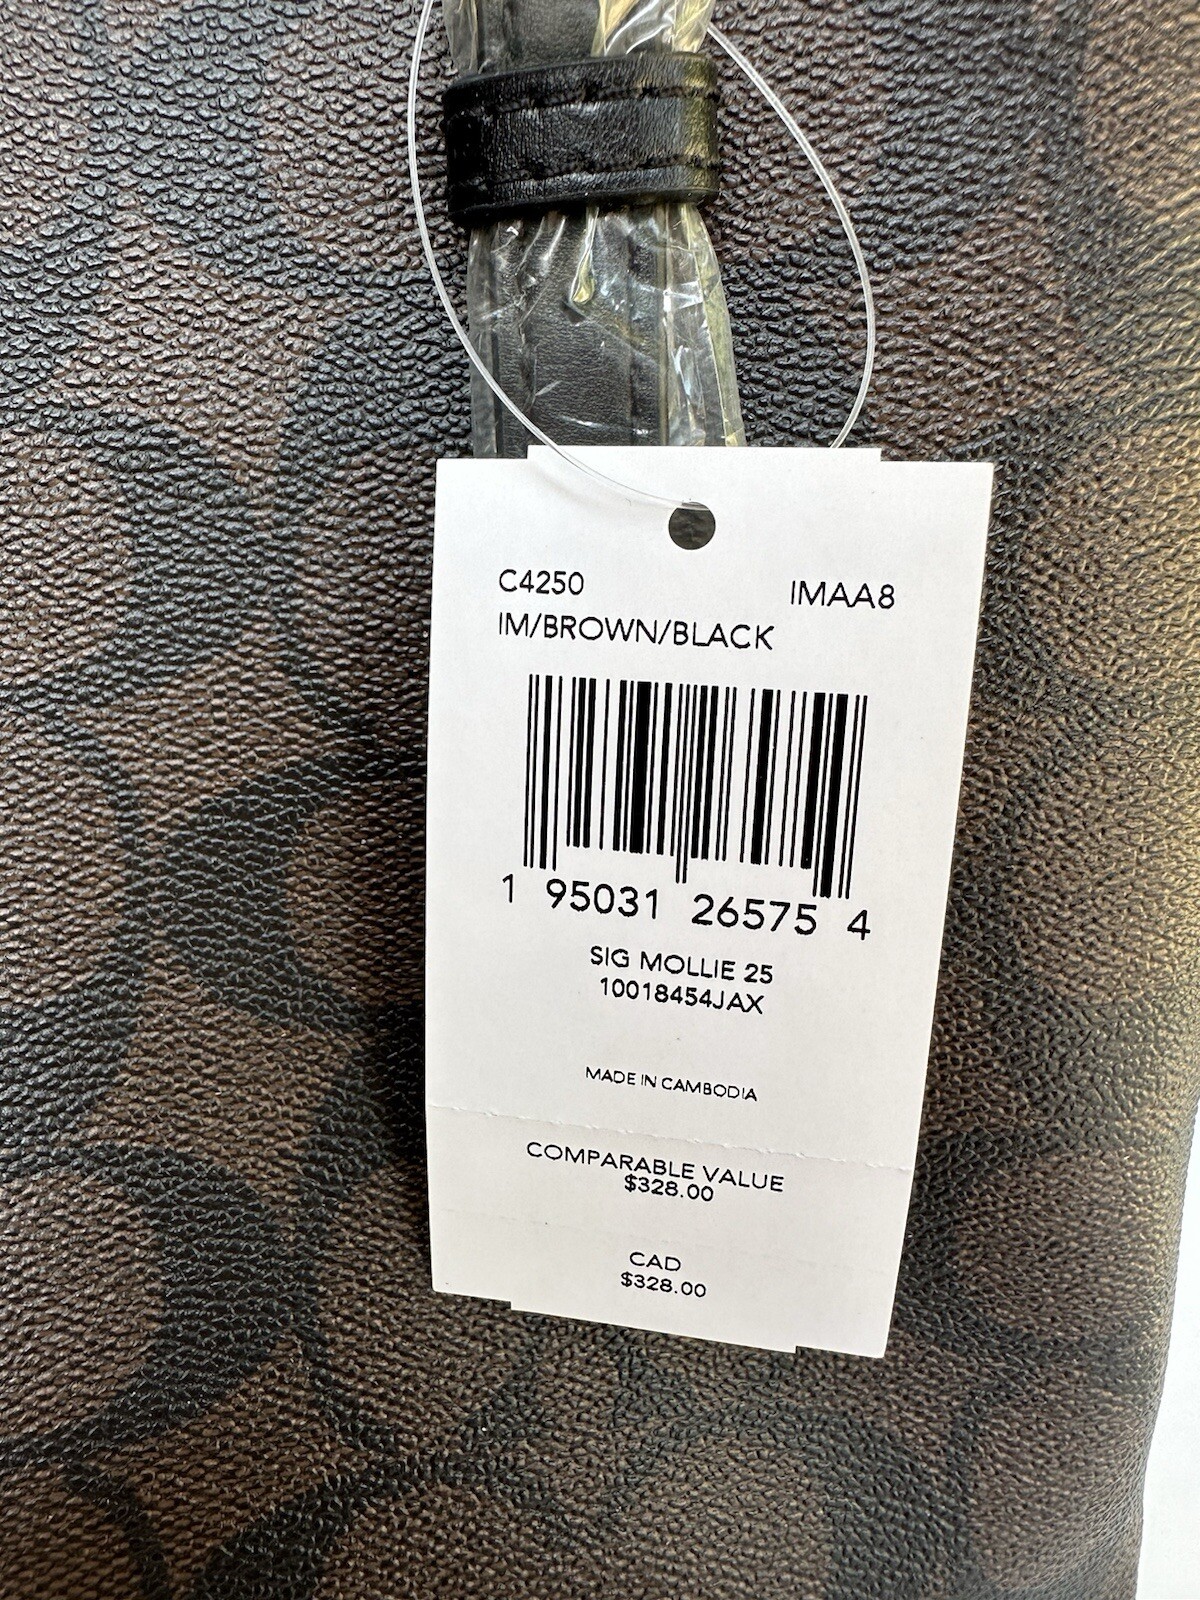 C4250 IMAA8
IM/BROWN/BLACK
1 95031 26575 4
SIG MOLLIE 25
10018454JAX
MADE IN CAMBODIA
COMPARABLE VALUE
$328.00
CAD
$328.00